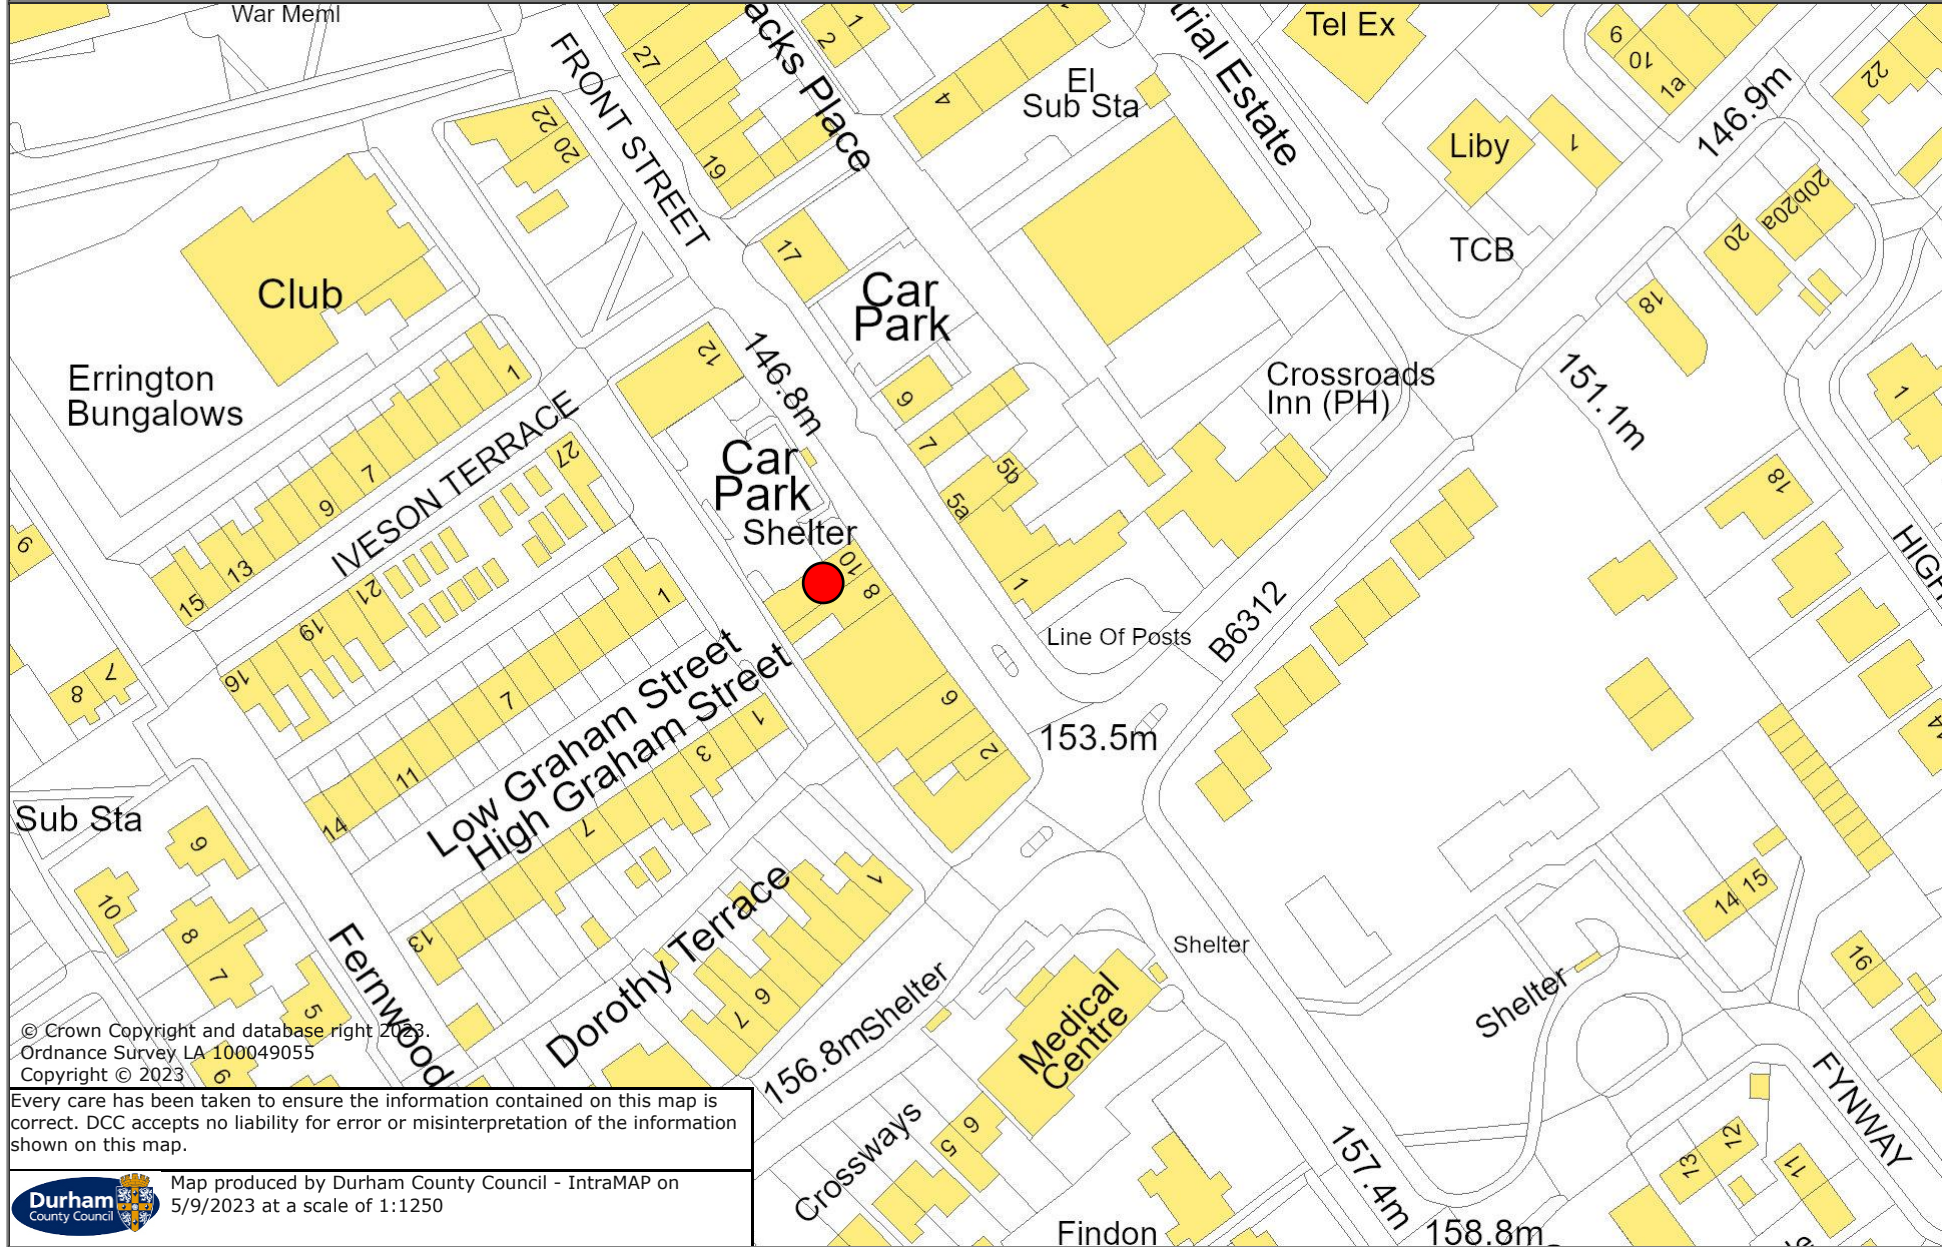 War Meml
FRONT STREET
27
acks Place
1
2
4
El
Sub Sta
trial Estate
Tel Ex
9
10
1a
146.9m
22
Liby
1
22
20
19
17
TCB
20b
20a
20
18
Club
Car
Park
12
146.8m
Errington
Bungalows
1
7
9
13
15
IVESON TERRACE
27
21
19
16
9
7
5b
5a
1
Crossroads
Inn (PH)
151.1m
1
18
HIGH
Car
Park
Shelter
10
8
6
2
Line Of Posts
B6312
153.5m
6
7
8
1
7
11
14
Low Graham Street
High Graham Street
1
3
7
13
14
Sub Sta
9
10
8
7
5
6
Fernwood
Dorothy Terrace
1
6
7
156.8m
Shelter
Medical
Centre
Shelter
Shelter
14
15
16
FYNWAY
12
13
11
Crossways
6
5
157.4m
158.8m
Findon
© Crown Copyright and database right 2023.
Ordnance Survey LA 100049055
Copyright © 2023
Every care has been taken to ensure the information contained on this map is
correct. DCC accepts no liability for error or misinterpretation of the information
shown on this map.
Durham
County Council
Map produced by Durham County Council - IntraMAP on
5/9/2023 at a scale of 1:1250